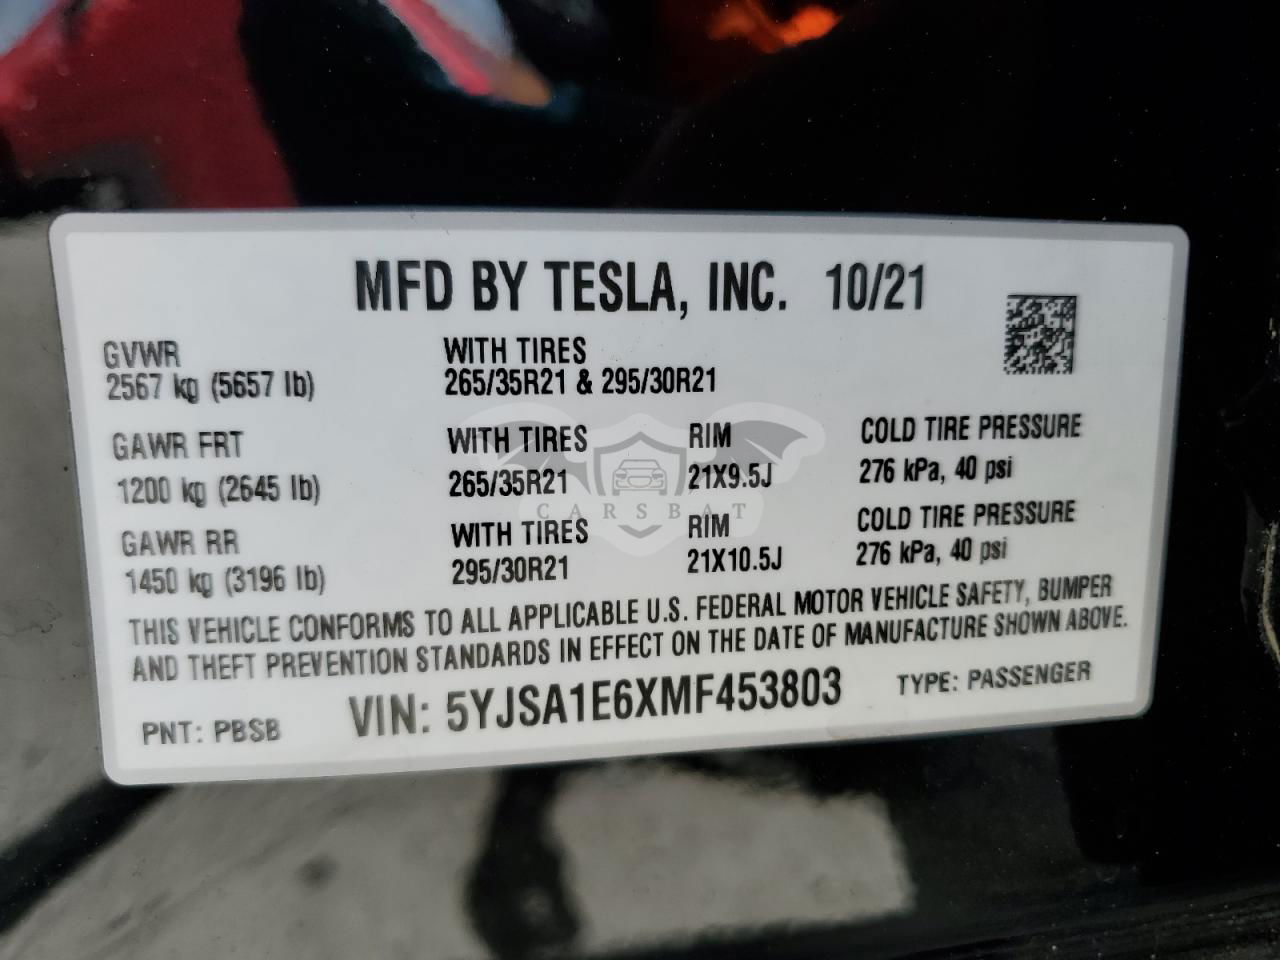 MFD BY TESLA, INC. 10/21
GVWR
2567 kg (5657 lb)
WITH TIRES
265/35R21 & 295/30R21
GAWR FRT
1200 kg (2645 lb)
WITH TIRES
265/35R21
RIM
21X9.5J
COLD TIRE PRESSURE
276 kPa, 40 psi
GAWR RR
1450 kg (3196 lb)
WITH TIRES
295/30R21
RIM
21X10.5J
COLD TIRE PRESSURE
276 kPa, 40 psi
THIS VEHICLE CONFORMS TO ALL APPLICABLE U.S. FEDERAL MOTOR VEHICLE SAFETY, BUMPER
AND THEFT PREVENTION STANDARDS IN EFFECT ON THE DATE OF MANUFACTURE SHOWN ABOVE.
PNT: PBSB
VIN: 5YJSA1E6XMF453803
TYPE: PASSENGER
CARSBAT